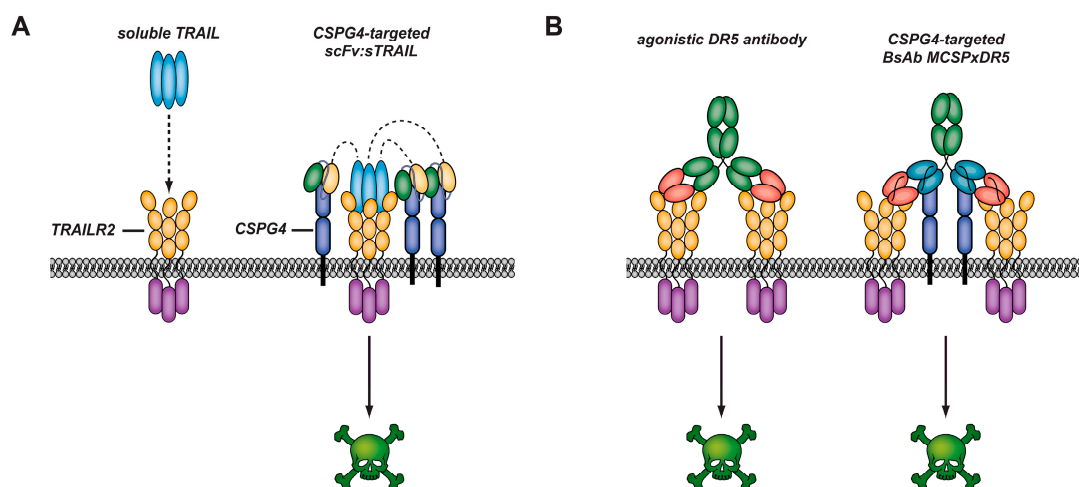 A
soluble TRAIL
CSPG4-targeted
scFv:sTRAIL
TRAILR2
CSPG4
B
agonistic DR5 antibody
CSPG4-targeted
BsAb MCSPxDR5